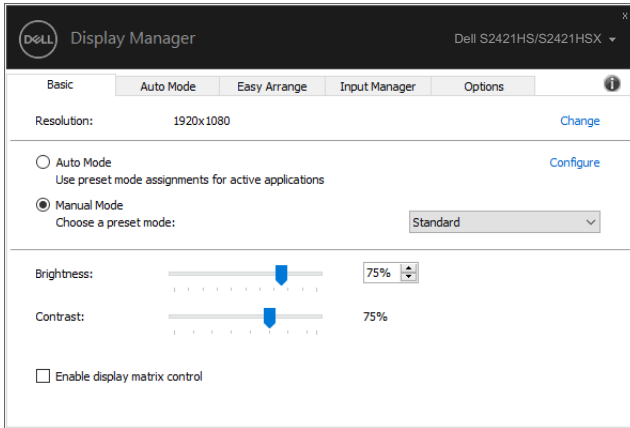 x
DELL Display Manager Dell S2421HS/S2421HSX
Basic Auto Mode Easy Arrange Input Manager Options i
Resolution: 1920x1080 Change
Auto Mode Configure
Use preset mode assignments for active applications
Manual Mode
Choose a preset mode: Standard
Brightness: 75%
Contrast: 75%
Enable display matrix control